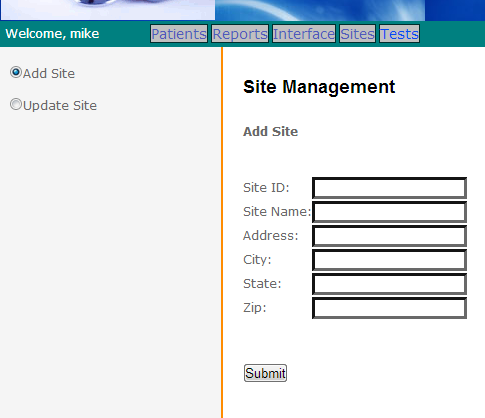 Welcome, mike Patients Reports Interface Sites Tests
Add Site
Update Site
Site Management
Add Site
Site ID:
Site Name:
Address:
City:
State:
Zip:
Submit